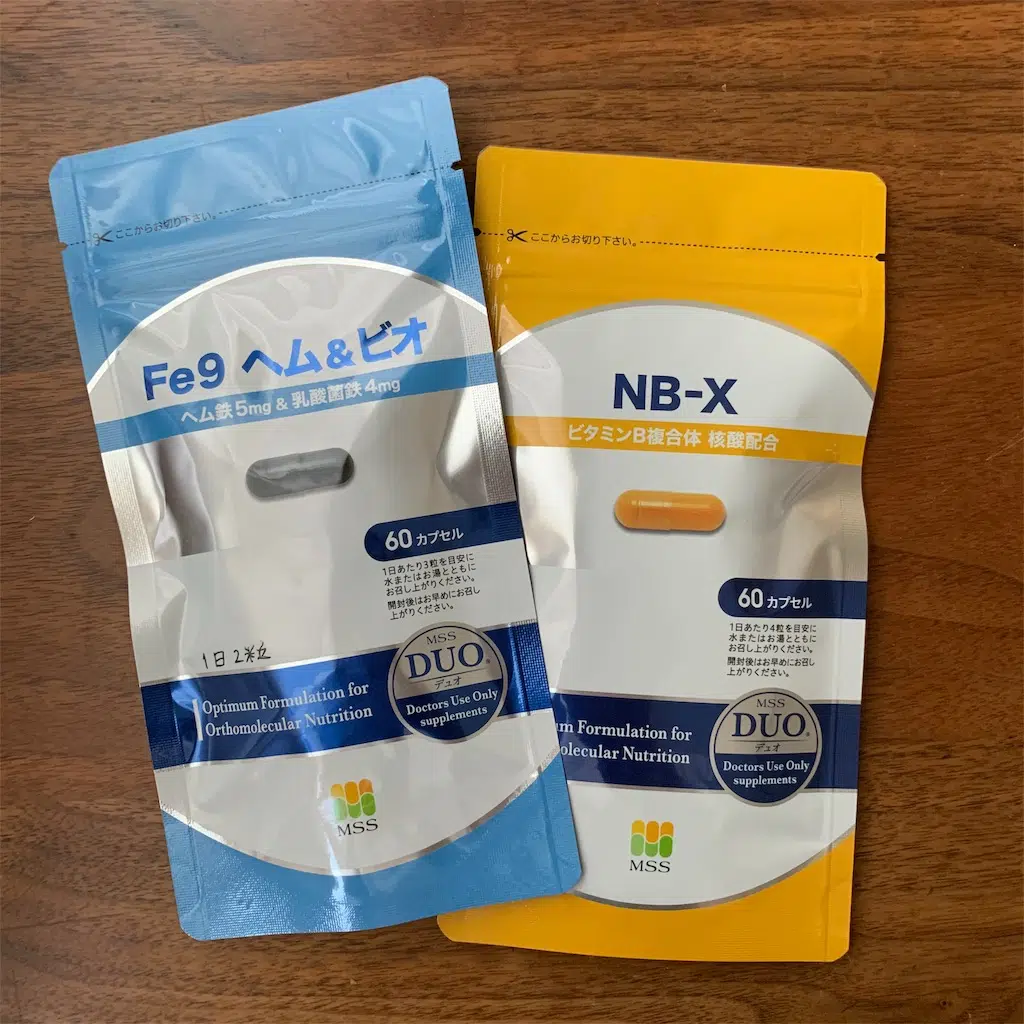 ここからお切り下さい。
Fe9 ヘム&ビオ
ヘム鉄5mg & 乳酸菌鉄4mg
60カプセル
1日あたり3粒を目安に
水またはお湯とともに
お召し上がりください。
開封後はお早めにお召し
上がりください。
1日2粒
Optimum Formulation for
Orthomolecular Nutrition
MSS
DUO®
デュオ
Doctors Use Only
supplements
MSS
ここからお切り下さい。
NB-X
ビタミンB複合体 核酸配合
60カプセル
1日あたり4粒を目安に
水またはお湯とともに
お召し上がりください。
開封後はお早めにお召し
上がりください。
um Formulation for
olecular Nutrition
MSS
DUO®
デュオ
Doctors Use Only
supplements
MSS